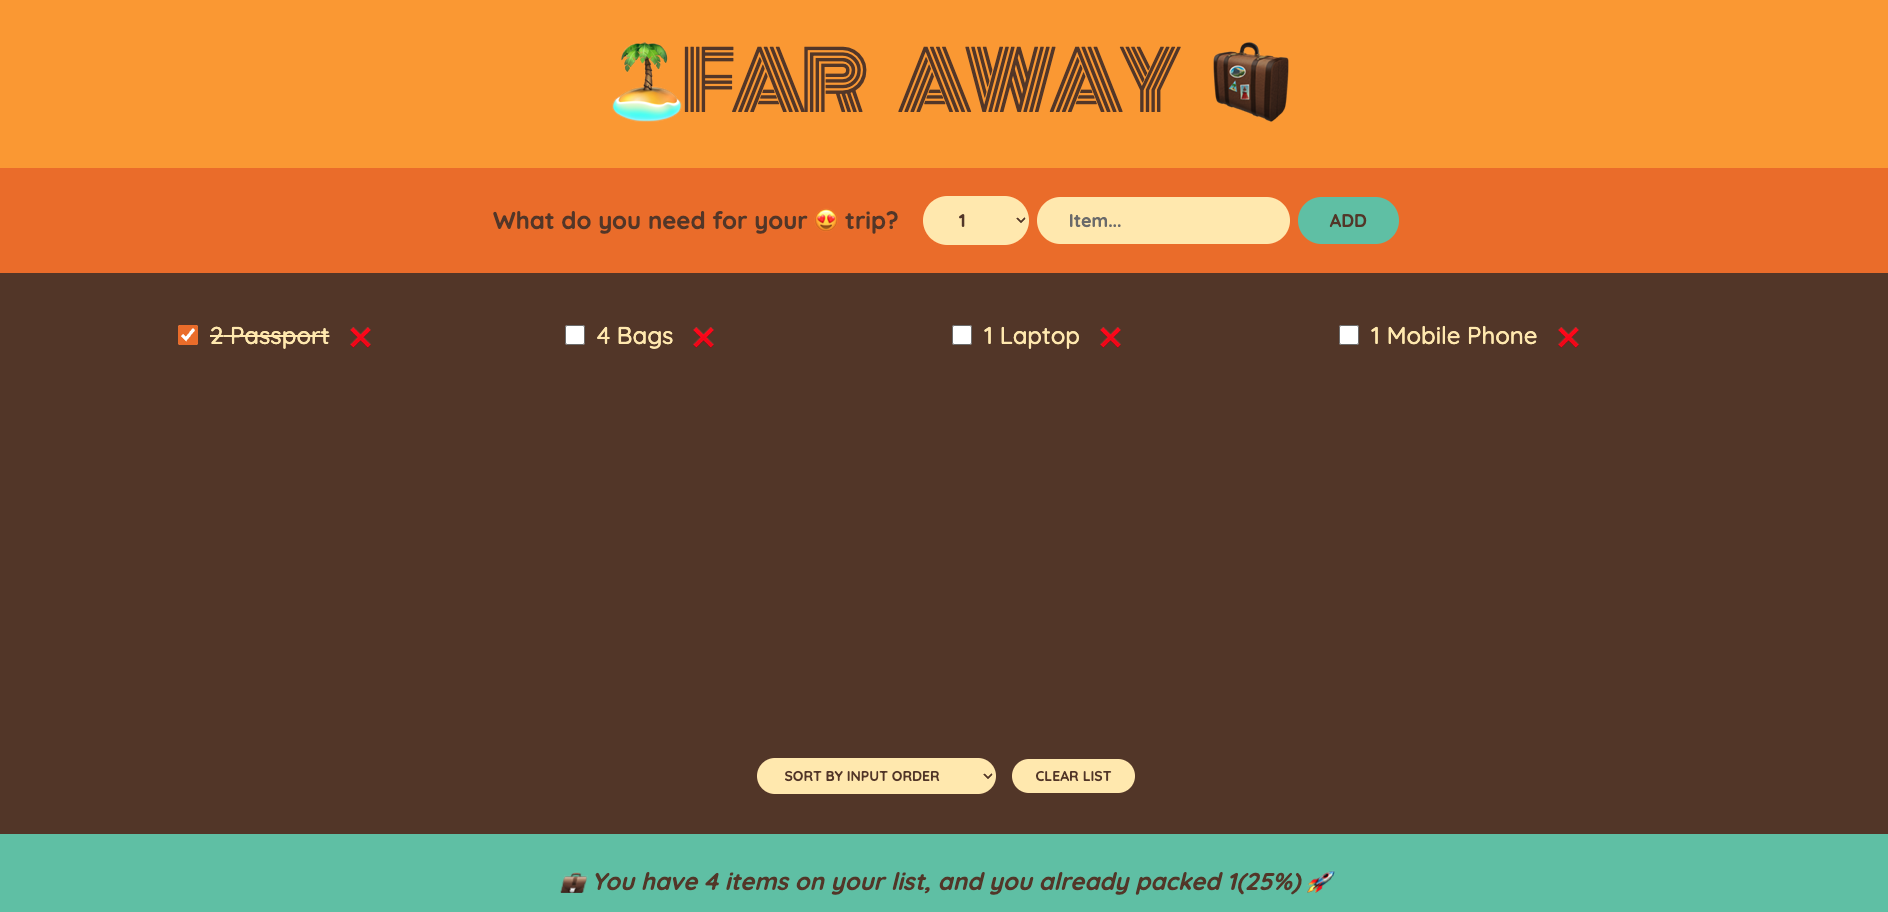 FAR AWAY
What do you need for your 😍 trip? 1 Item... ADD
2 Passport ❌ 4 Bags ❌ 1 Laptop ❌ 1 Mobile Phone ❌
SORT BY INPUT ORDER CLEAR LIST
💼 You have 4 items on your list, and you already packed 1(25%) 🚀